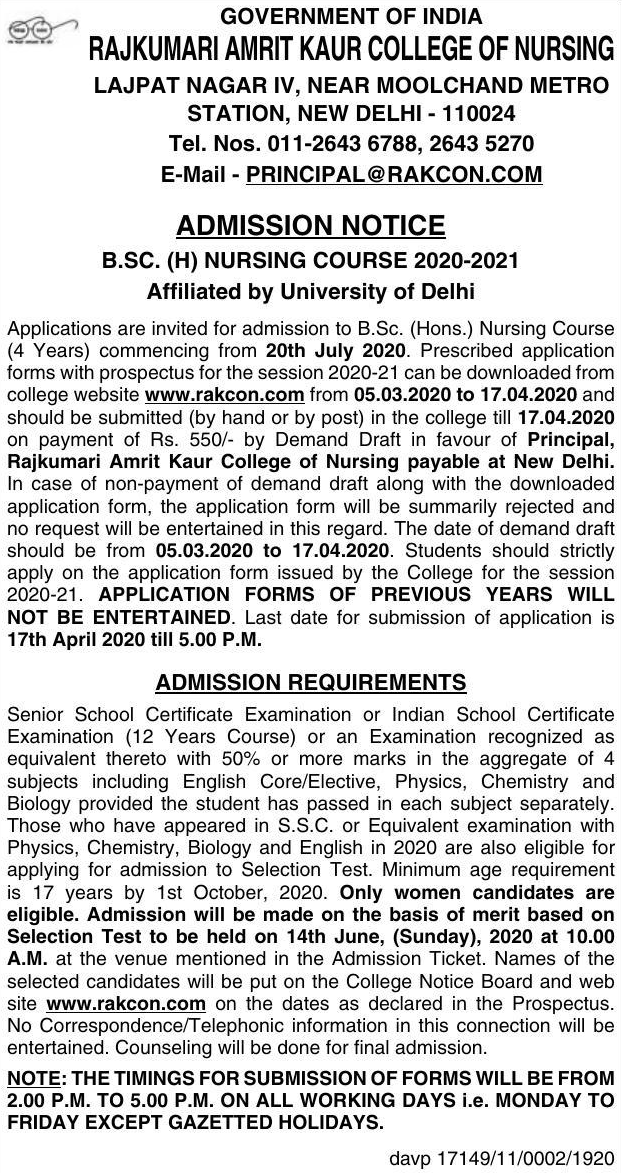 GOVERNMENT OF INDIA
RAJKUMARI AMRIT KAUR COLLEGE OF NURSING
LAJPAT NAGAR IV, NEAR MOOLCHAND METRO
STATION, NEW DELHI - 110024
Tel. Nos. 011-2643 6788, 2643 5270
E-Mail - PRINCIPAL@RAKCON.COM
ADMISSION NOTICE
B.SC. (H) NURSING COURSE 2020-2021
Affiliated by University of Delhi
Applications are invited for admission to B.Sc. (Hons.) Nursing Course
(4 Years) commencing from 20th July 2020. Prescribed application
forms with prospectus for the session 2020-21 can be downloaded from
college website www.rakcon.com from 05.03.2020 to 17.04.2020 and
should be submitted (by hand or by post) in the college till 17.04.2020
on payment of Rs. 550/- by Demand Draft in favour of Principal,
Rajkumari Amrit Kaur College of Nursing payable at New Delhi.
In case of non-payment of demand draft along with the downloaded
application form, the application form will be summarily rejected and
no request will be entertained in this regard. The date of demand draft
should be from 05.03.2020 to 17.04.2020. Students should strictly
apply on the application form issued by the College for the session
2020-21. APPLICATION FORMS OF PREVIOUS YEARS WILL
NOT BE ENTERTAINED. Last date for submission of application is
17th April 2020 till 5.00 P.M.
ADMISSION REQUIREMENTS
Senior School Certificate Examination or Indian School Certificate
Examination (12 Years Course) or an Examination recognized as
equivalent thereto with 50% or more marks in the aggregate of 4
subjects including English Core/Elective, Physics, Chemistry and
Biology provided the student has passed in each subject separately.
Those who have appeared in S.S.C. or Equivalent examination with
Physics, Chemistry, Biology and English in 2020 are also eligible for
applying for admission to Selection Test. Minimum age requirement
is 17 years by 1st October, 2020. Only women candidates are
eligible. Admission will be made on the basis of merit based on
Selection Test to be held on 14th June, (Sunday), 2020 at 10.00
A.M. at the venue mentioned in the Admission Ticket. Names of the
selected candidates will be put on the College Notice Board and web
site www.rakcon.com on the dates as declared in the Prospectus.
No Correspondence/Telephonic information in this connection will be
entertained. Counseling will be done for final admission.
NOTE: THE TIMINGS FOR SUBMISSION OF FORMS WILL BE FROM
2.00 P.M. TO 5.00 P.M. ON ALL WORKING DAYS i.e. MONDAY TO
FRIDAY EXCEPT GAZETTED HOLIDAYS.
davp 17149/11/0002/1920